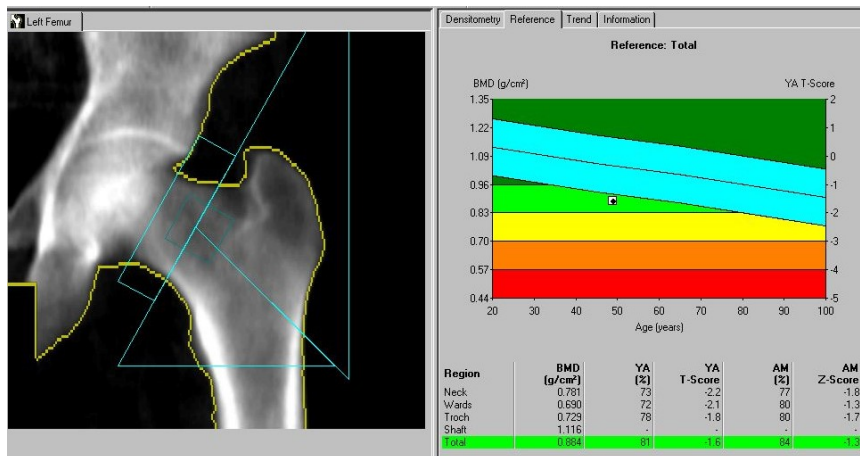 Left Femur
Densitometry Reference Trend Information
Reference: Total
BMD (g/cm²) YA T-Score
1.35 2
1.22 1
1.09 0
0.96 -1
0.83 -2
0.70 -3
0.57 -4
0.44 -5
20 30 40 50 60 70 80 90 100
Age (years)
Region BMD (g/cm²) YA (%) YA T-Score AM (%) AM Z-Score
Neck 0.781 73 -2.2 77 -1.8
Wards 0.690 72 -2.1 80 -1.3
Troch 0.729 78 -1.8 80 -1.7
Shaft 1.116 - - - -
Total 0.884 81 -1.6 84 -1.3